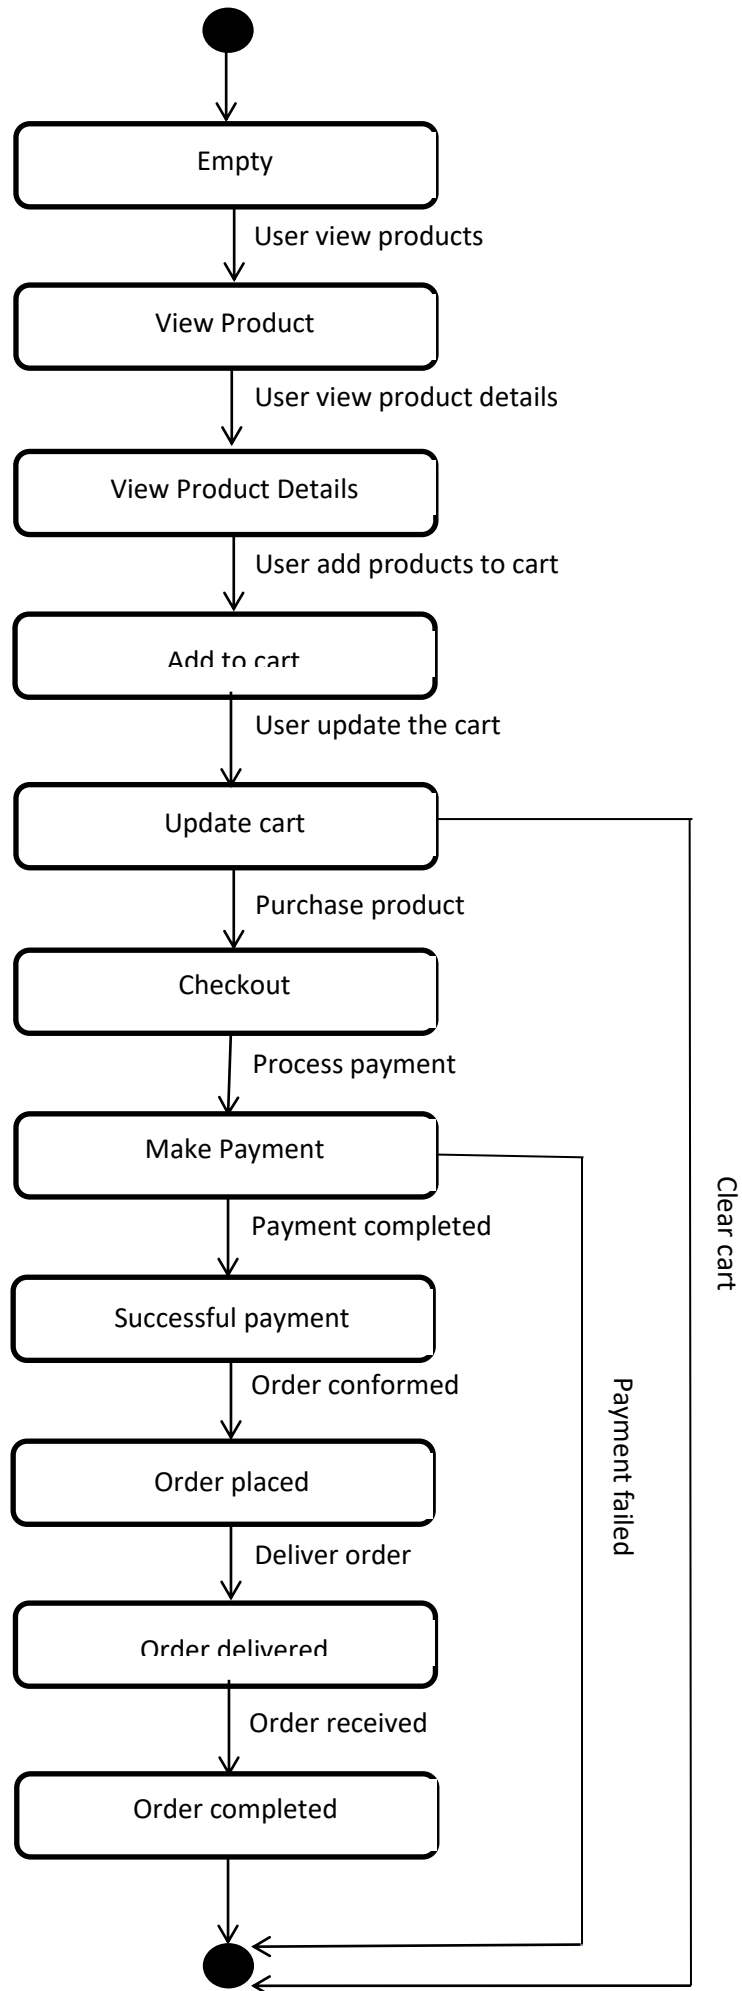 Empty
User view products
View Product
User view product details
View Product Details
User add products to cart
Add to cart
User update the cart
Update cart
Purchase product
Checkout
Process payment
Make Payment
Payment completed
Successful payment
Order conformed
Order placed
Deliver order
Order delivered
Order received
Order completed
Payment failed
Clear cart